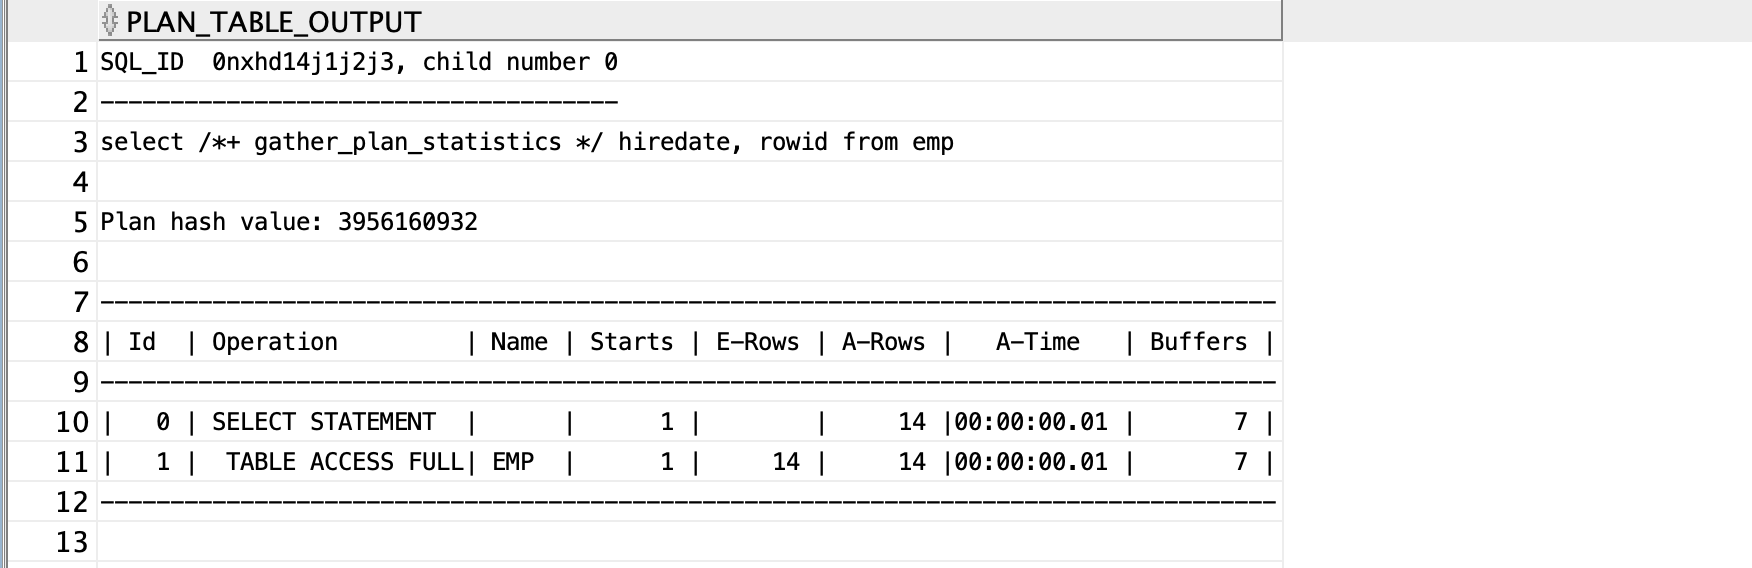 PLAN_TABLE_OUTPUT
1 SQL_ID  0nxhd14j1j2j3, child number 0
2 -------------------------------------
3 select /*+ gather_plan_statistics */ hiredate, rowid from emp
4
5 Plan hash value: 3956160932
6
7 ------------------------------------------------------------------------------------
8 | Id  | Operation         | Name | Starts | E-Rows | A-Rows |   A-Time   | Buffers |
9 ------------------------------------------------------------------------------------
10 |   0 | SELECT STATEMENT  |      |      1 |        |     14 |00:00:00.01 |       7 |
11 |   1 |  TABLE ACCESS FULL| EMP  |      1 |     14 |     14 |00:00:00.01 |       7 |
12 ------------------------------------------------------------------------------------
13